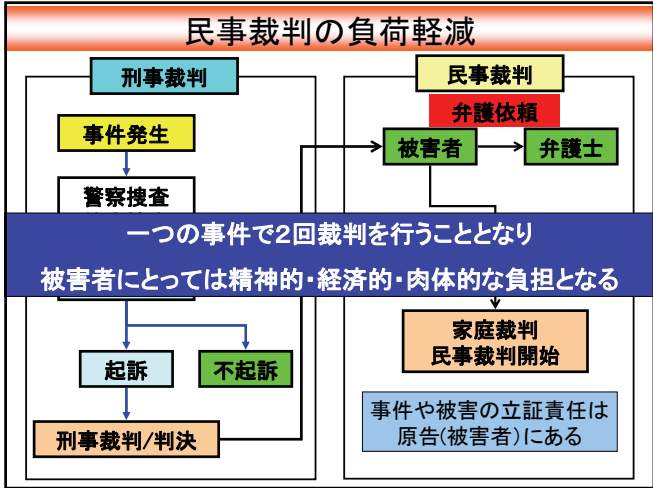 民事裁判の負荷軽減
刑事裁判
事件発生
警察捜査
一つの事件で2回裁判を行うこととなり
被害者にとっては精神的・経済的・肉体的な負担となる
起訴
不起訴
刑事裁判/判決
民事裁判
弁護依頼
被害者
弁護士
家庭裁判
民事裁判開始
事件や被害の立証責任は
原告(被害者)にある